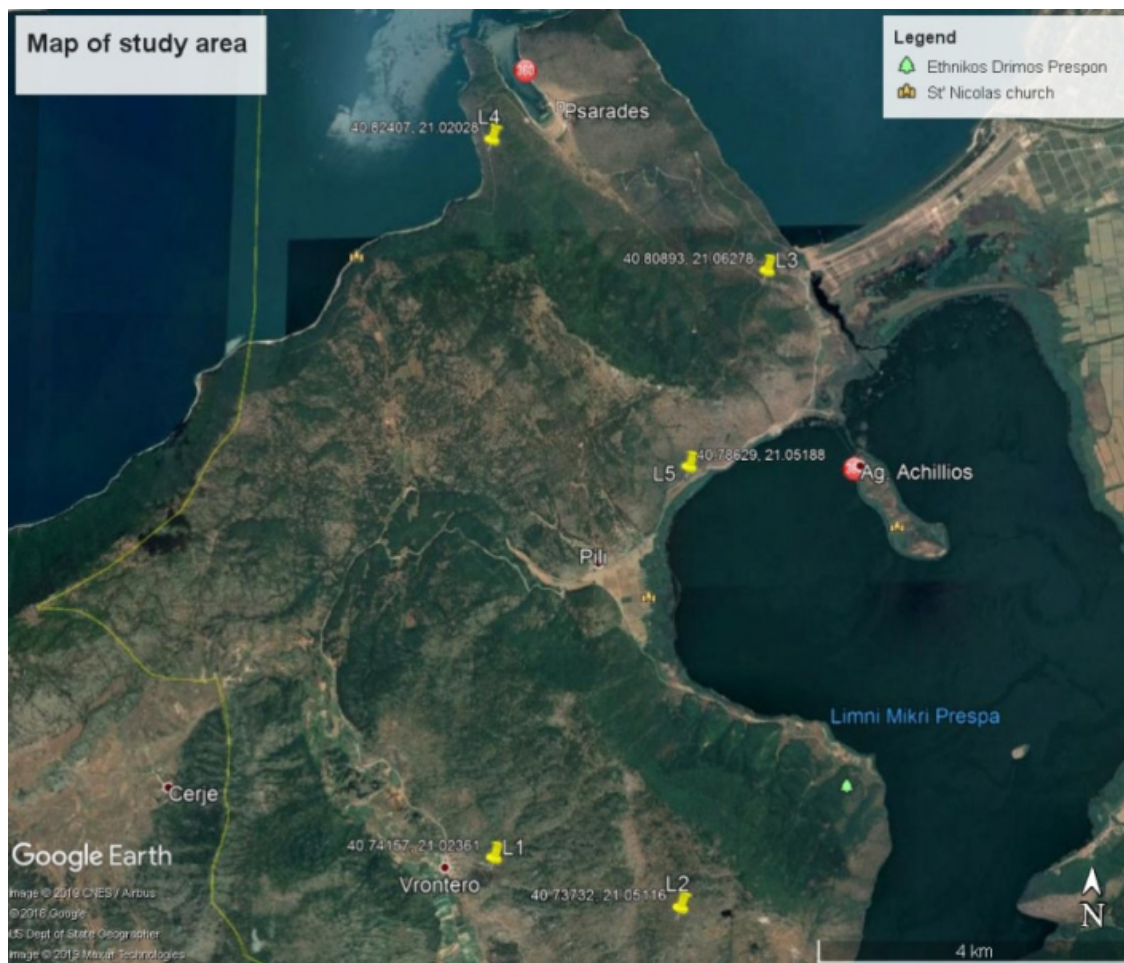 Map of study area
Legend
Ethnikos Drimos Prespon
St' Nicolas church
360
Psarades
L4
40.82407, 21.02028
40.80893, 21.06278
L3
40.78629, 21.05188
L5
Ag. Achillios
Pili
Limni Mikri Prespa
Cerje
Google Earth
40.74157, 21.02361
L1
Vrontero
L2
40.73732, 21.05116
Image © 2019 CNES / Airbus
©2018 Google
US Dept of State Geographer
Image © 2019 Maxar Technologies
N
4 km